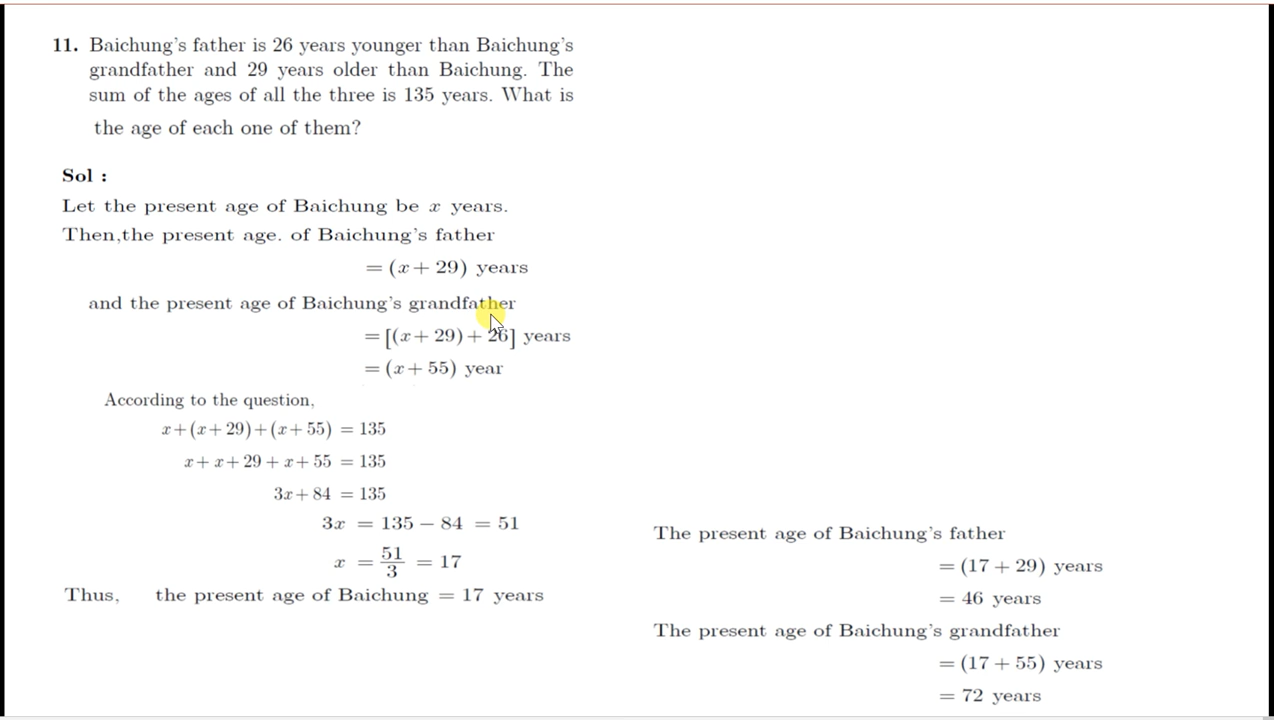 11. Baichung's father is 26 years younger than Baichung's
grandfather and 29 years older than Baichung. The
sum of the ages of all the three is 135 years. What is
the age of each one of them?
Sol :
Let the present age of Baichung be x years.
Then,the present age. of Baichung's father
= (x + 29) years
and the present age of Baichung's grandfather
= [(x + 29) + 26] years
= (x + 55) year
According to the question,
x + (x + 29) + (x + 55) = 135
x + x + 29 + x + 55 = 135
3x + 84 = 135
3x = 135 − 84 = 51
x = 51/3 = 17
Thus, the present age of Baichung = 17 years
The present age of Baichung's father
= (17 + 29) years
= 46 years
The present age of Baichung's grandfather
= (17 + 55) years
= 72 years